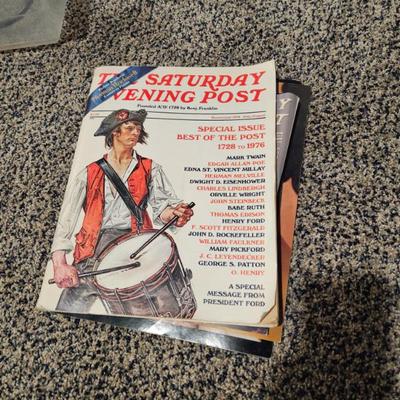 THE SATURDAY
EVENING POST
Founded A.D. 1728 by Benj. Franklin
SPECIAL ISSUE
BEST OF THE POST
1728 TO 1976
MARK TWAIN
EDGAR ALLAN POE
EDNA ST. VINCENT MILLAY
HERMAN MELVILLE
DWIGHT D. EISENHOWER
CHARLES LINDBERGH
ORVILLE WRIGHT
JOHN STEINBECK
BABE RUTH
THOMAS EDISON
HENRY FORD
F. SCOTT FITZGERALD
JOHN D. ROCKEFELLER
WILLIAM FAULKNER
MARY PICKFORD
J. C. LEYENDECKER
GEORGE S. PATTON
O. HENRY
A SPECIAL
MESSAGE FROM
PRESIDENT FORD